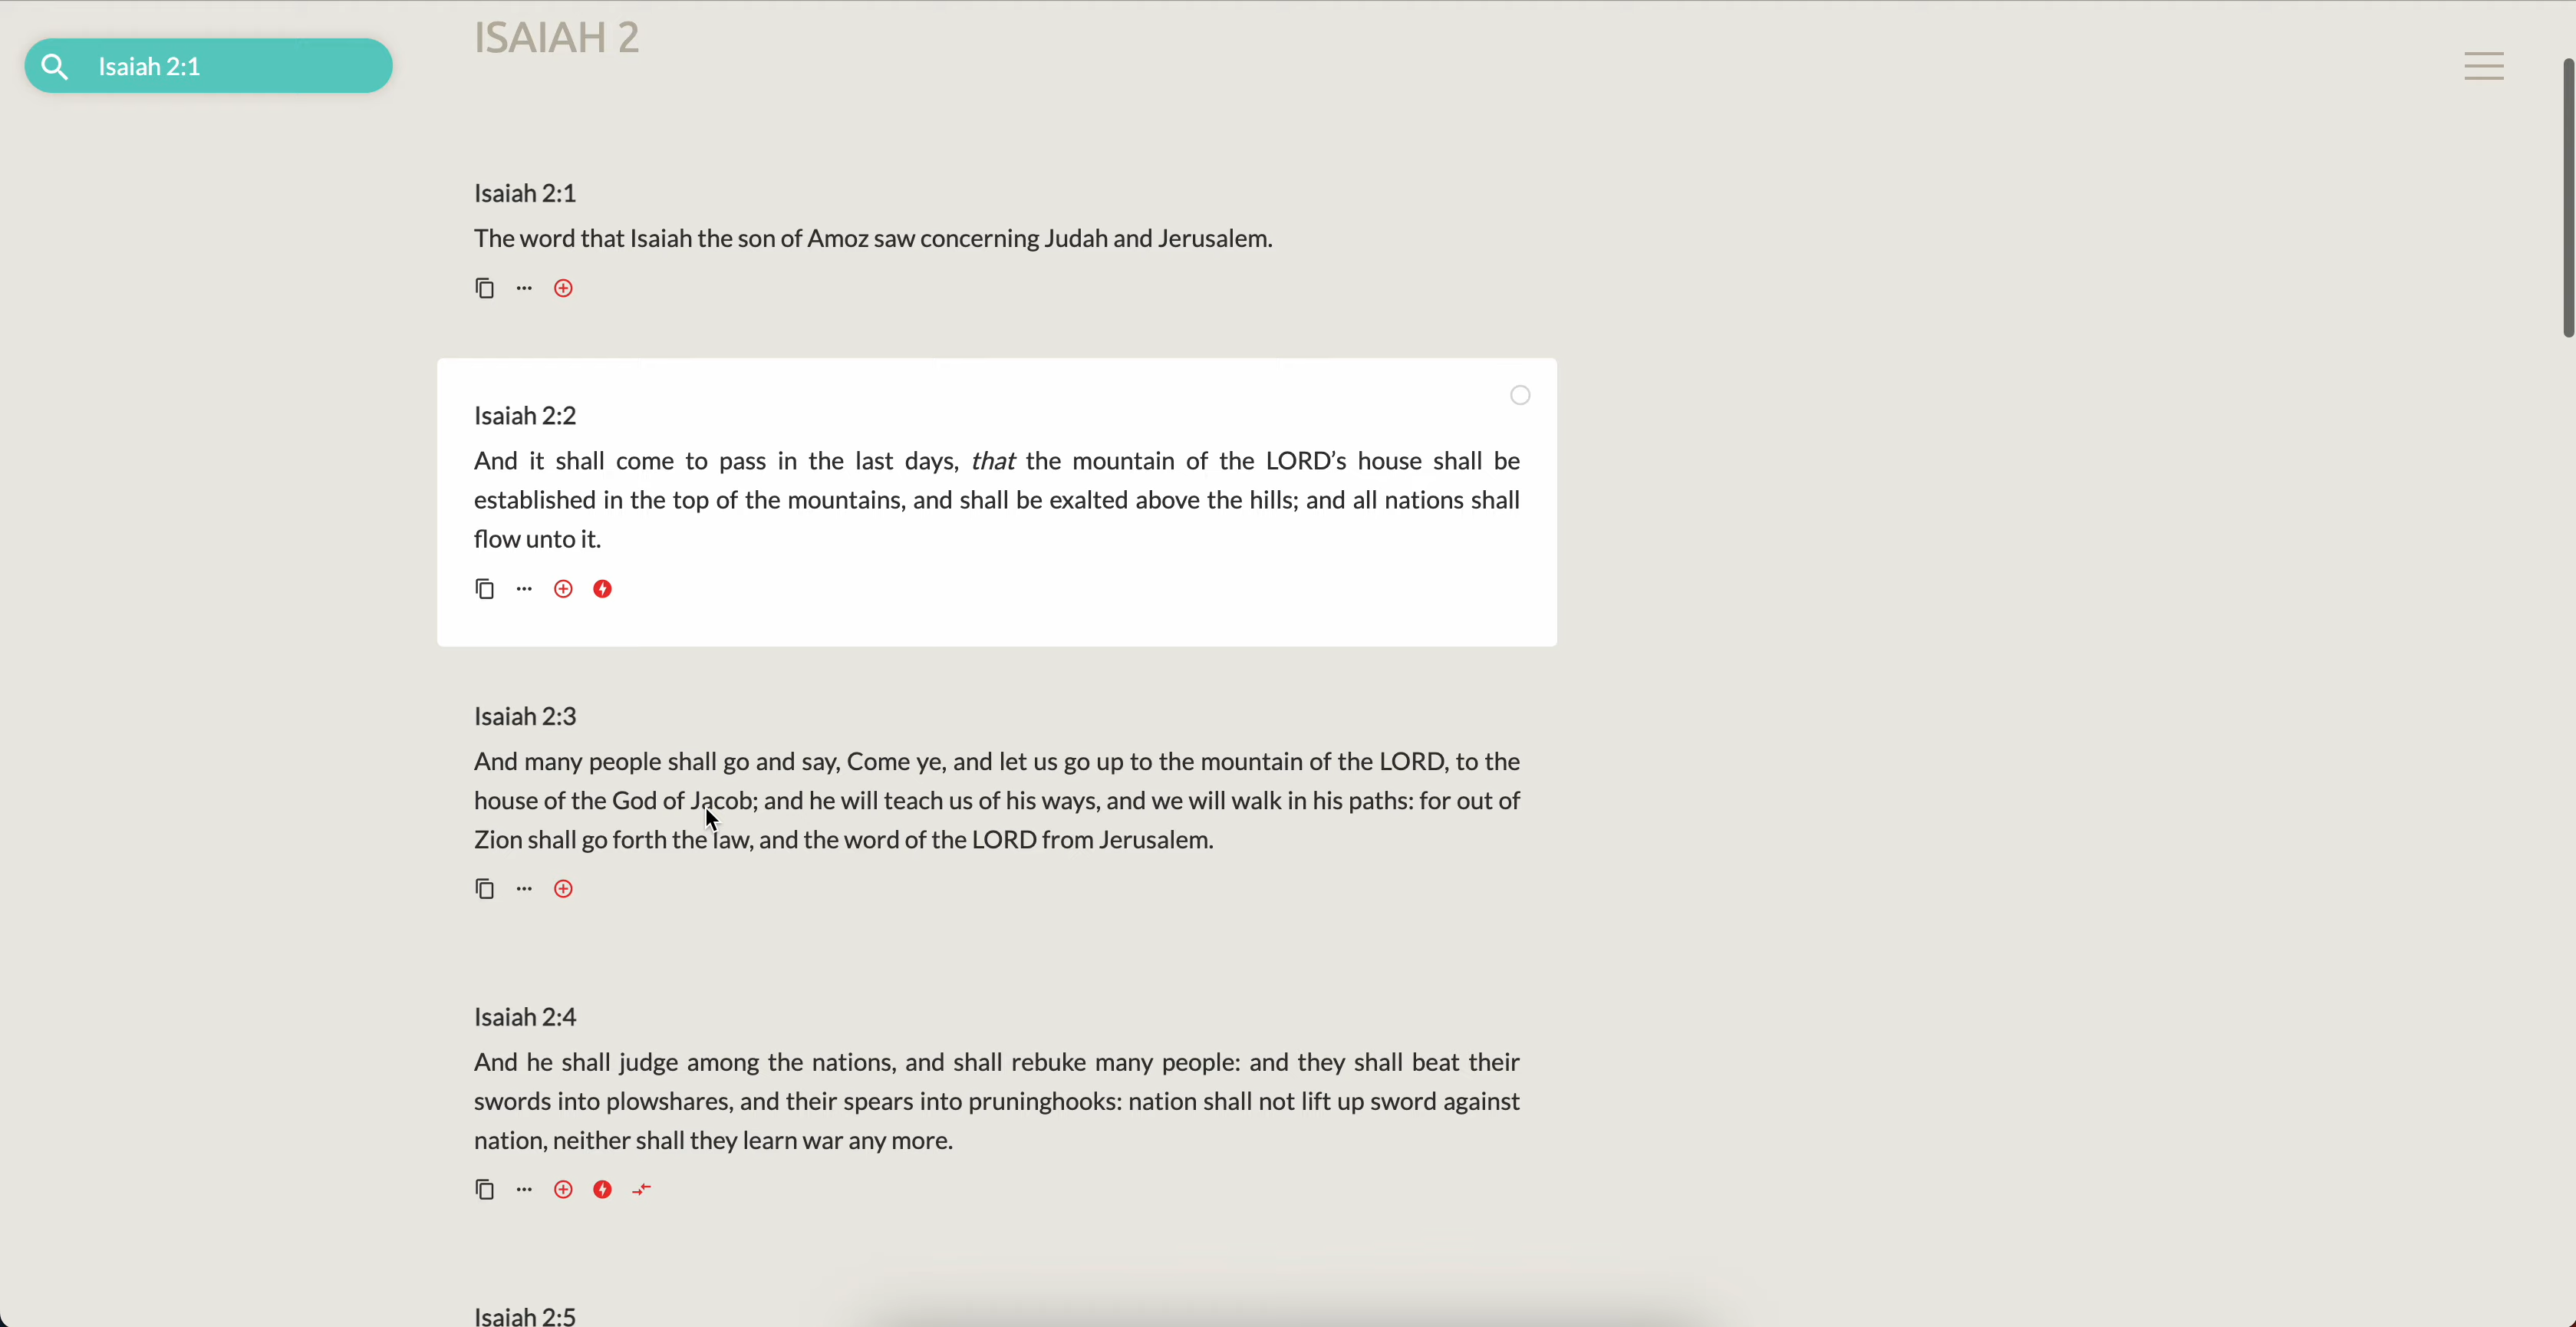 ISAIAH 2
Isaiah 2:1
Isaiah 2:1
The word that Isaiah the son of Amoz saw concerning Judah and Jerusalem.
Isaiah 2:2
And it shall come to pass in the last days, that the mountain of the LORD’s house shall be
established in the top of the mountains, and shall be exalted above the hills; and all nations shall
flow unto it.
Isaiah 2:3
And many people shall go and say, Come ye, and let us go up to the mountain of the LORD, to the
house of the God of Jacob; and he will teach us of his ways, and we will walk in his paths: for out of
Zion shall go forth the law, and the word of the LORD from Jerusalem.
Isaiah 2:4
And he shall judge among the nations, and shall rebuke many people: and they shall beat their
swords into plowshares, and their spears into pruninghooks: nation shall not lift up sword against
nation, neither shall they learn war any more.
Isaiah 2:5